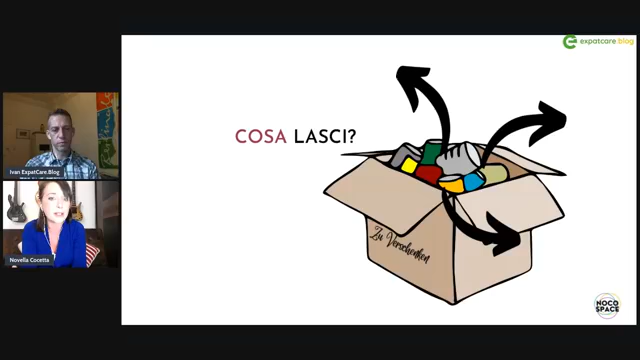 expatcare.blog
COSA LASCI?
Ivan ExpatCare.Blog
Zu Verschenken
Novella Cocetta
NOCO
SPACE